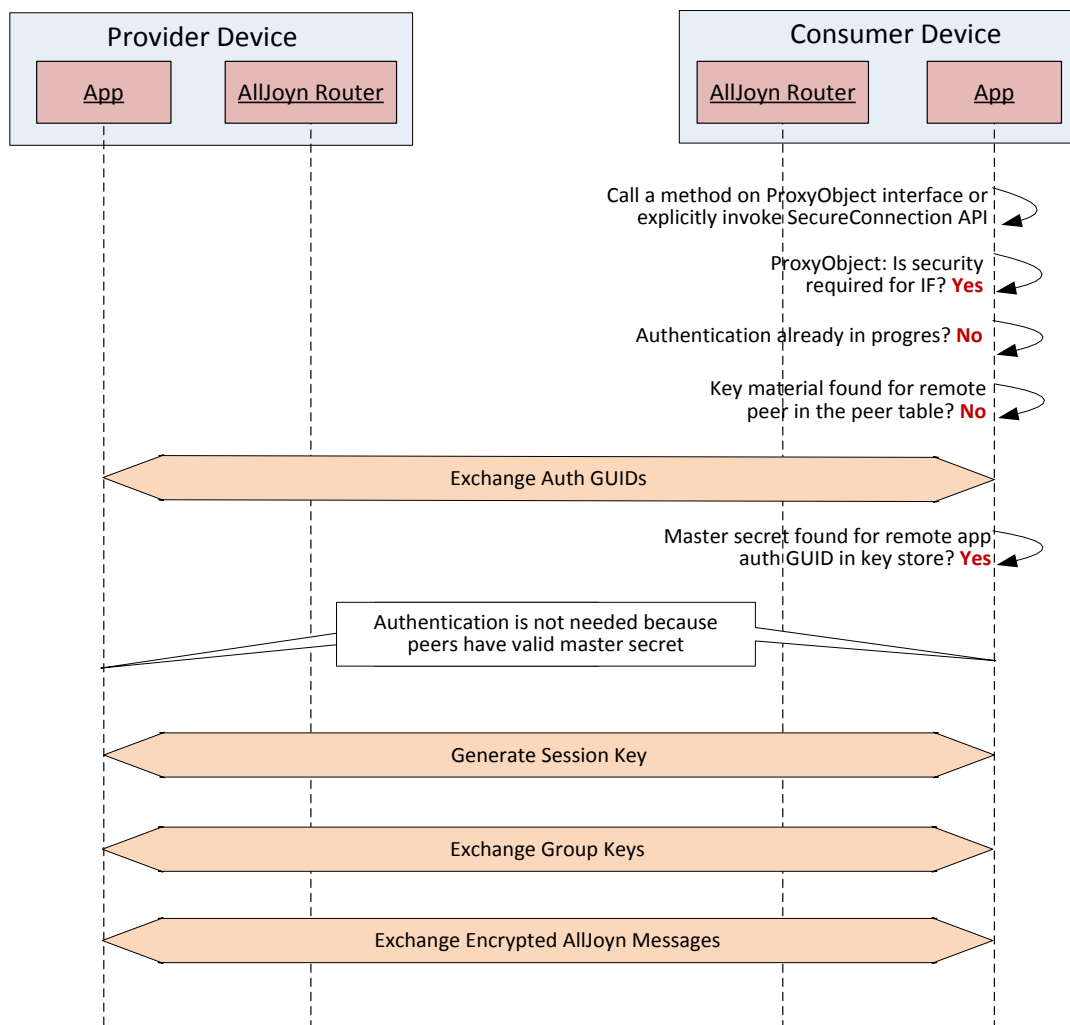 Provider Device
Consumer Device
App
AllJoyn Router
AllJoyn Router
App
Call a method on ProxyObject interface or
explicitly invoke SecureConnection API
ProxyObject: Is security
required for IF? Yes
Authentication already in progres? No
Key material found for remote
peer in the peer table? No
Exchange Auth GUIDs
Master secret found for remote app
auth GUID in key store? Yes
Authentication is not needed because
peers have valid master secret
Generate Session Key
Exchange Group Keys
Exchange Encrypted AllJoyn Messages